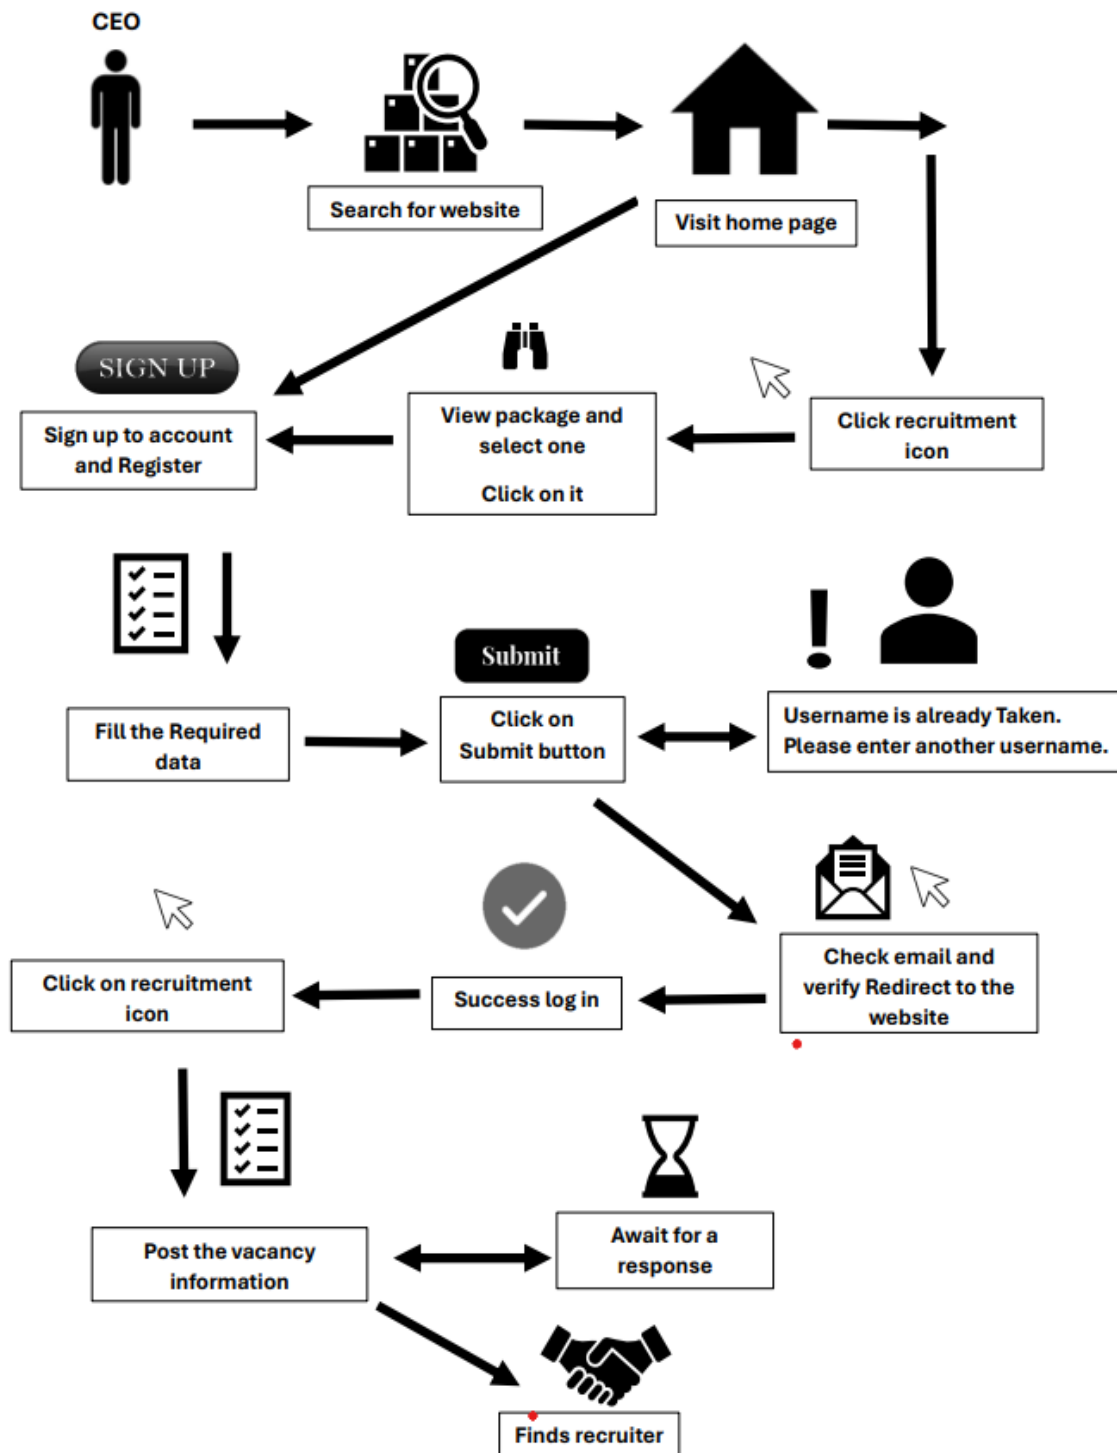 CEO
Search for website
Visit home page
SIGN UP
Sign up to account
and Register
View package and
select one
Click on it
Click recruitment
icon
Fill the Required
data
Submit
Click on
Submit button
Username is already Taken.
Please enter another username.
Click on recruitment
icon
Success log in
Check email and
verify Redirect to the
website
Post the vacancy
information
Await for a
response
Finds recruiter